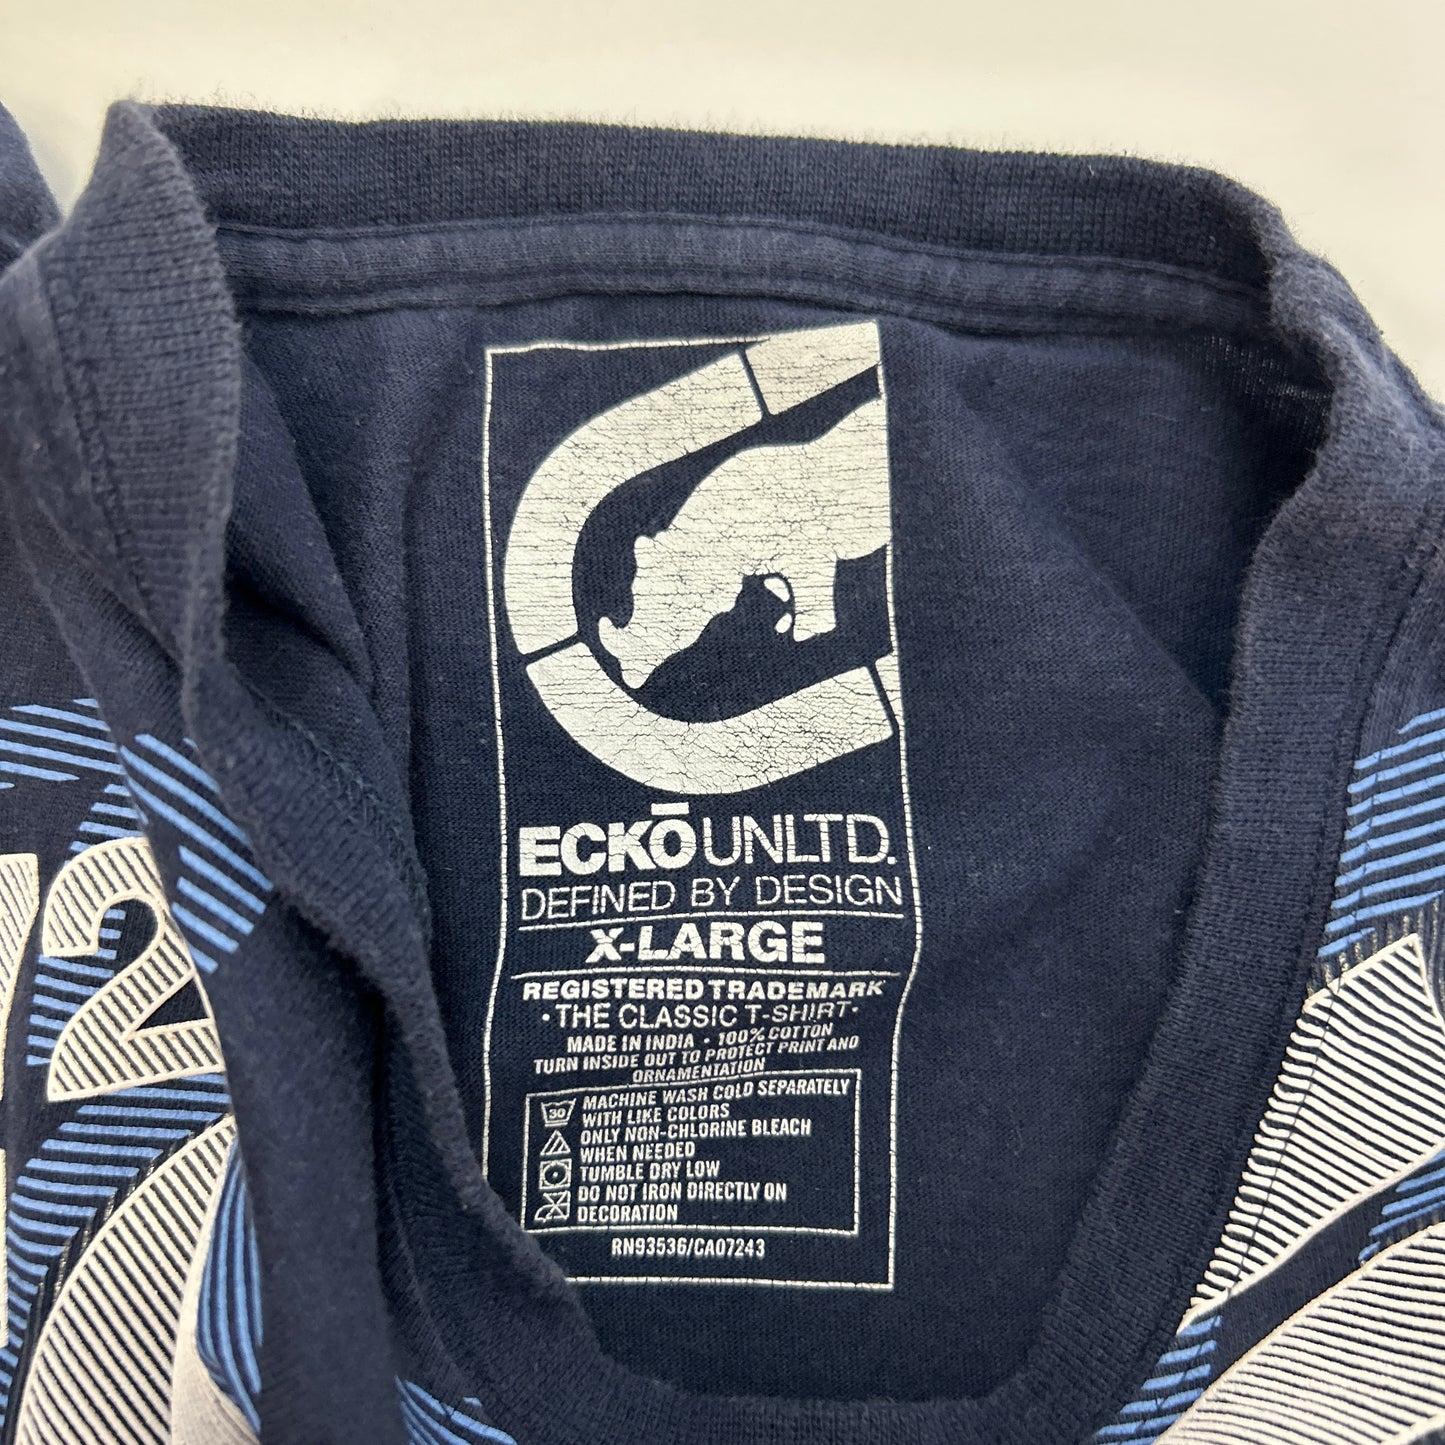 ECKŌ UNLTD.
DEFINED BY DESIGN
X-LARGE
REGISTERED TRADEMARK
·THE CLASSIC T-SHIRT·
MADE IN INDIA · 100% COTTON
TURN INSIDE OUT TO PROTECT PRINT AND
ORNAMENTATION
30 MACHINE WASH COLD SEPARATELY
WITH LIKE COLORS
ONLY NON-CHLORINE BLEACH
WHEN NEEDED
TUMBLE DRY LOW
DO NOT IRON DIRECTLY ON
DECORATION
RN93536/CA07243
2